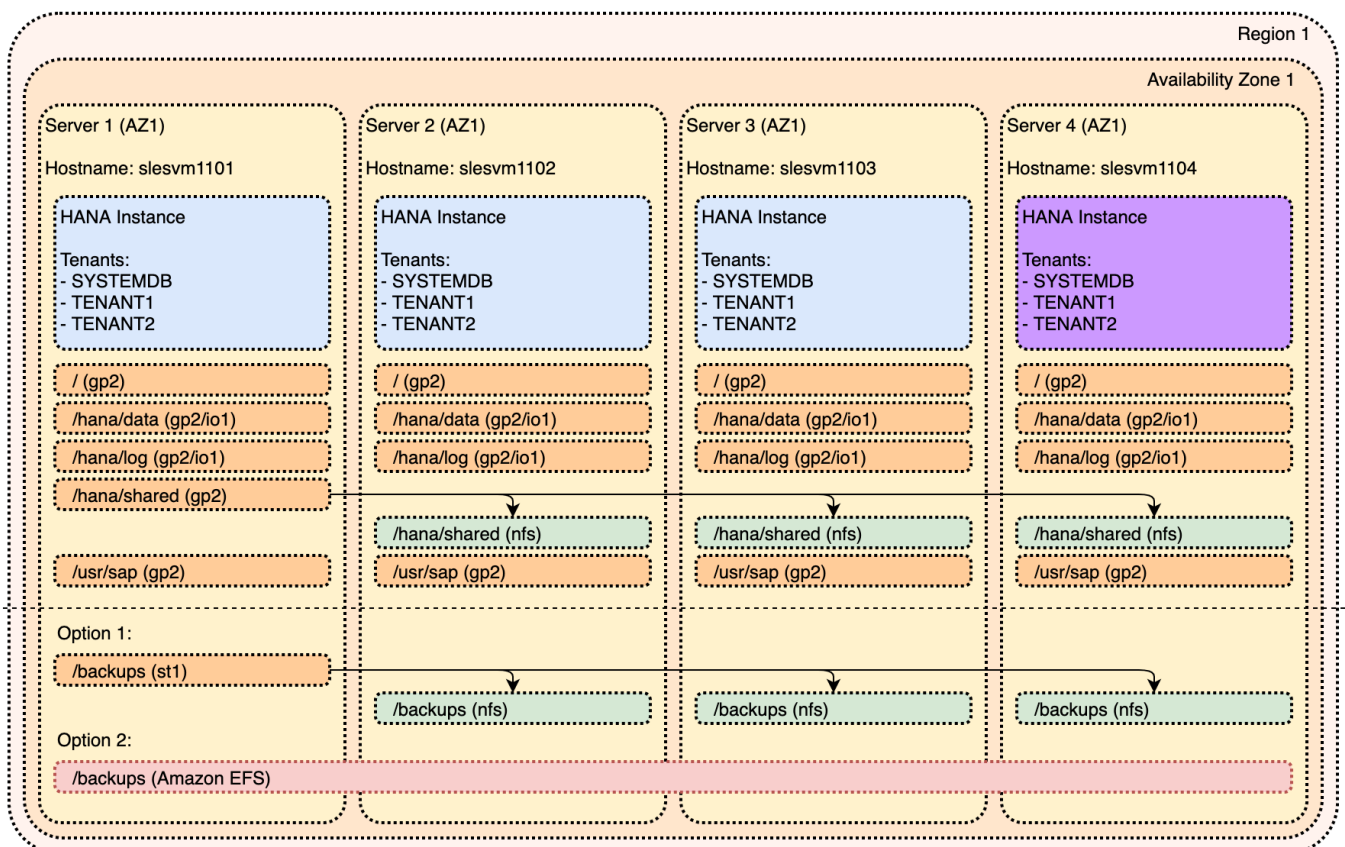 Region 1
Availability Zone 1
Server 1 (AZ1)
Hostname: slesvm1101
HANA Instance
Tenants:
- SYSTEMDB
- TENANT1
- TENANT2
/ (gp2)
/hana/data (gp2/io1)
/hana/log (gp2/io1)
/hana/shared (gp2)
/usr/sap (gp2)
Server 2 (AZ1)
Hostname: slesvm1102
HANA Instance
Tenants:
- SYSTEMDB
- TENANT1
- TENANT2
/ (gp2)
/hana/data (gp2/io1)
/hana/log (gp2/io1)
/hana/shared (nfs)
/usr/sap (gp2)
Server 3 (AZ1)
Hostname: slesvm1103
HANA Instance
Tenants:
- SYSTEMDB
- TENANT1
- TENANT2
/ (gp2)
/hana/data (gp2/io1)
/hana/log (gp2/io1)
/hana/shared (nfs)
/usr/sap (gp2)
Server 4 (AZ1)
Hostname: slesvm1104
HANA Instance
Tenants:
- SYSTEMDB
- TENANT1
- TENANT2
/ (gp2)
/hana/data (gp2/io1)
/hana/log (gp2/io1)
/hana/shared (nfs)
/usr/sap (gp2)
Option 1:
/backups (st1)
/backups (nfs)
/backups (nfs)
/backups (nfs)
Option 2:
/backups (Amazon EFS)